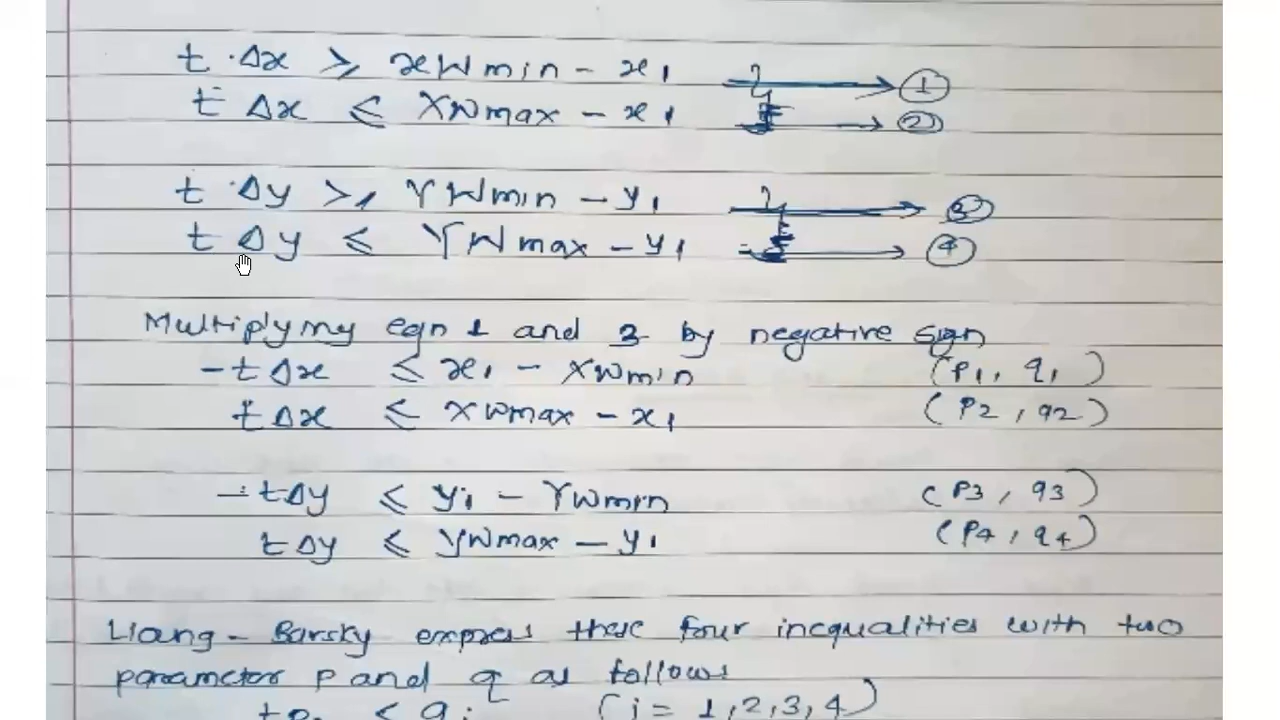 t·Δx ≥ xWmin - x1 → ①
t Δx ≤ XWmax - x1 → ②
t·Δy ≥ YWmin - y1 → ③
t Δy ≤ YWmax - y1 → ④
Multiplying eqn 1 and 3 by negative sign
-tΔx ≤ x1 - XWmin (P1, q1)
tΔx ≤ XWmax - x1 (P2, q2)
-tΔy ≤ y1 - YWmin (P3, q3)
tΔy ≤ YWmax - y1 (P4, q4)
Liang - Barsky express these four inequalities with two
parameter p and q as follows
(i = 1,2,3,4)